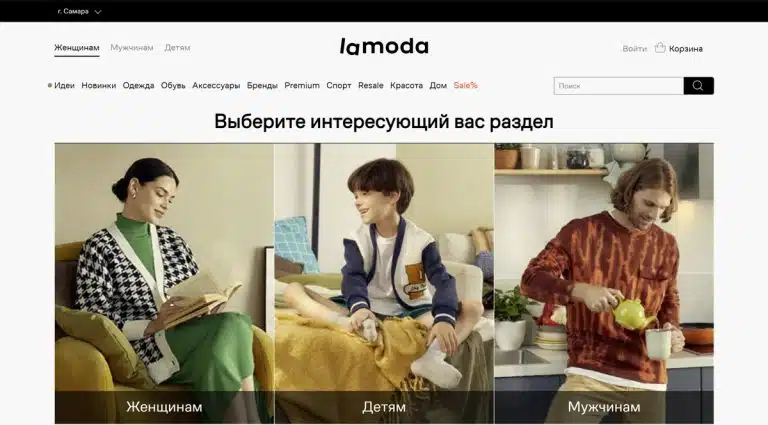 г. Самара
Женщинам Мужчинам Детям
lamoda
Войти Корзина
Идеи Новинки Одежда Обувь Аксессуары Бренды Premium Спорт Resale Красота Дом Sale%
Поиск
Выберите интересующий вас раздел
Женщинам
Детям
Мужчинам